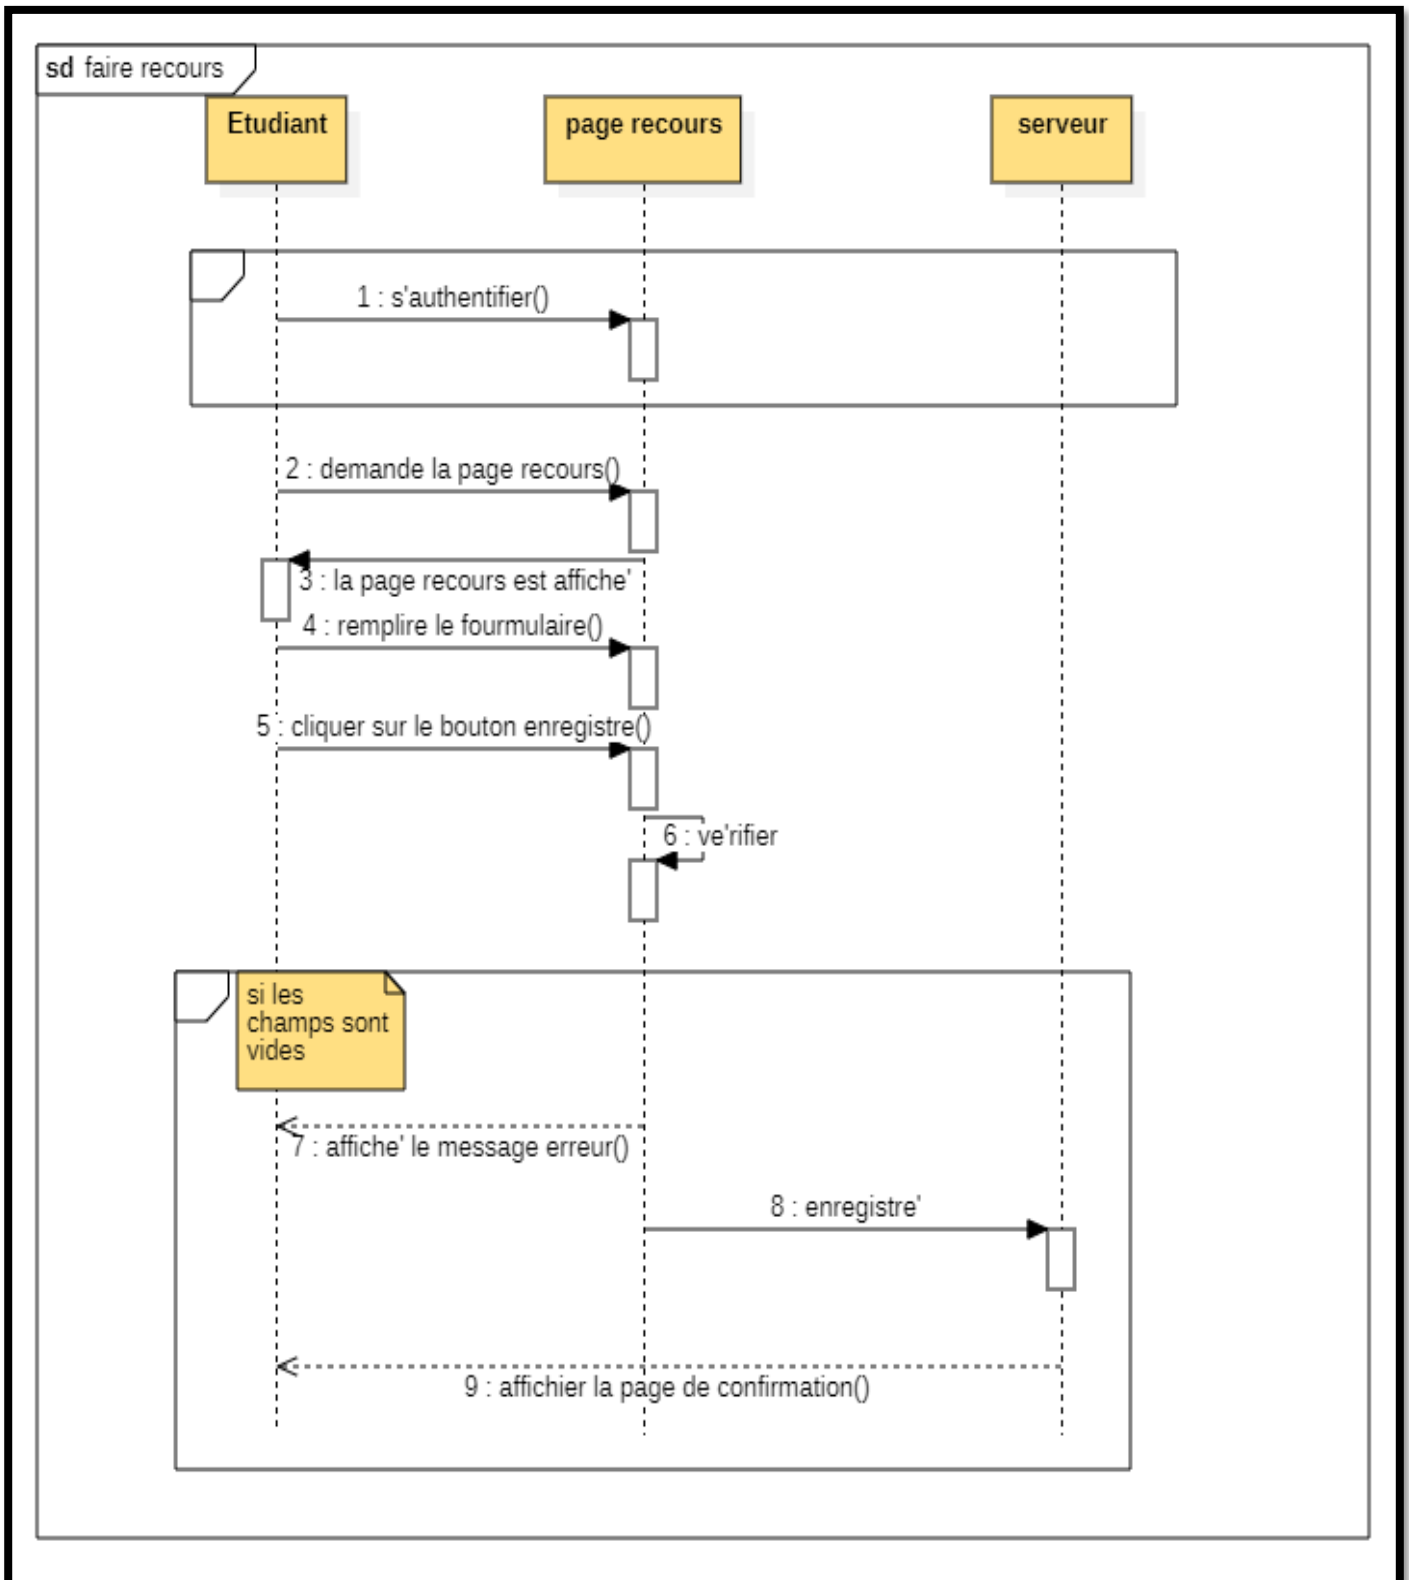 sd faire recours
Etudiant
page recours
serveur
1 : s'authentifier()
2 : demande la page recours()
3 : la page recours est affiche'
4 : remplire le fourmulaire()
5 : cliquer sur le bouton enregistre()
6 : ve'rifier
si les
champs sont
vides
7 : affiche' le message erreur()
8 : enregistre'
9 : affichier la page de confirmation()